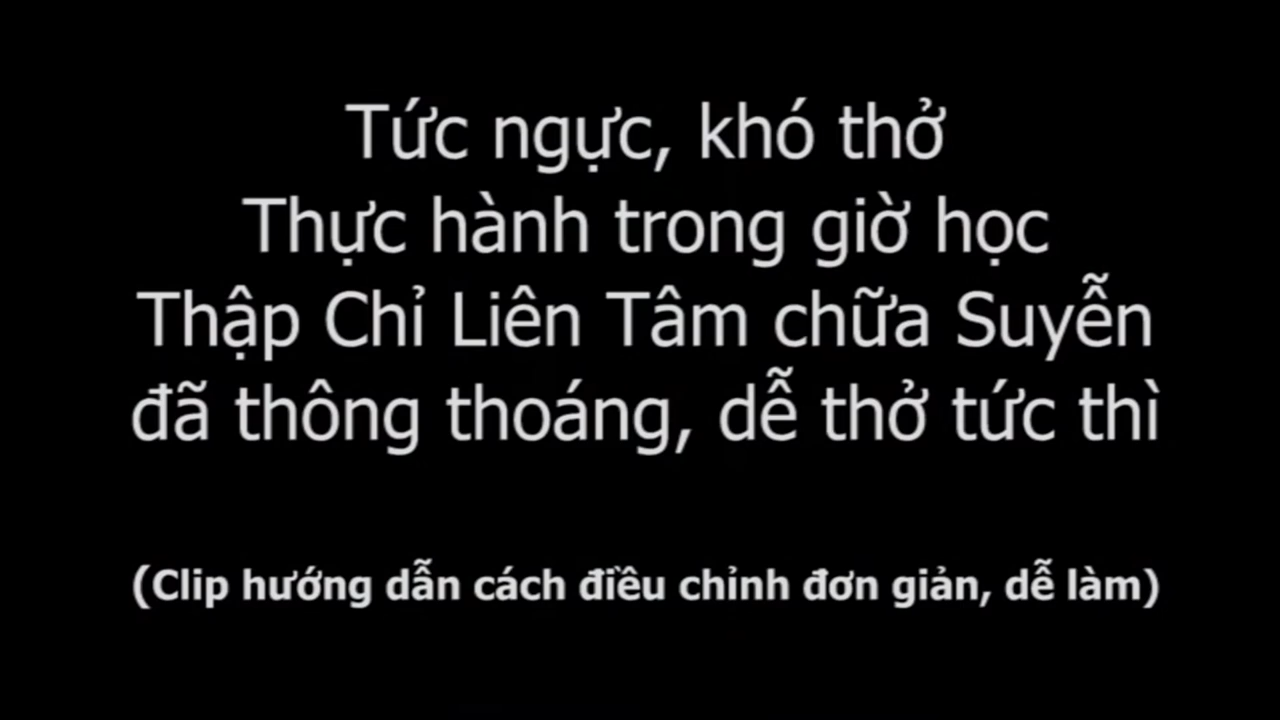 Tức ngực, khó thở
Thực hành trong giờ học
Thập Chỉ Liên Tâm chữa Suyễn
đã thông thoáng, dễ thở tức thì
(Clip hướng dẫn cách điều chỉnh đơn giản, dễ làm)